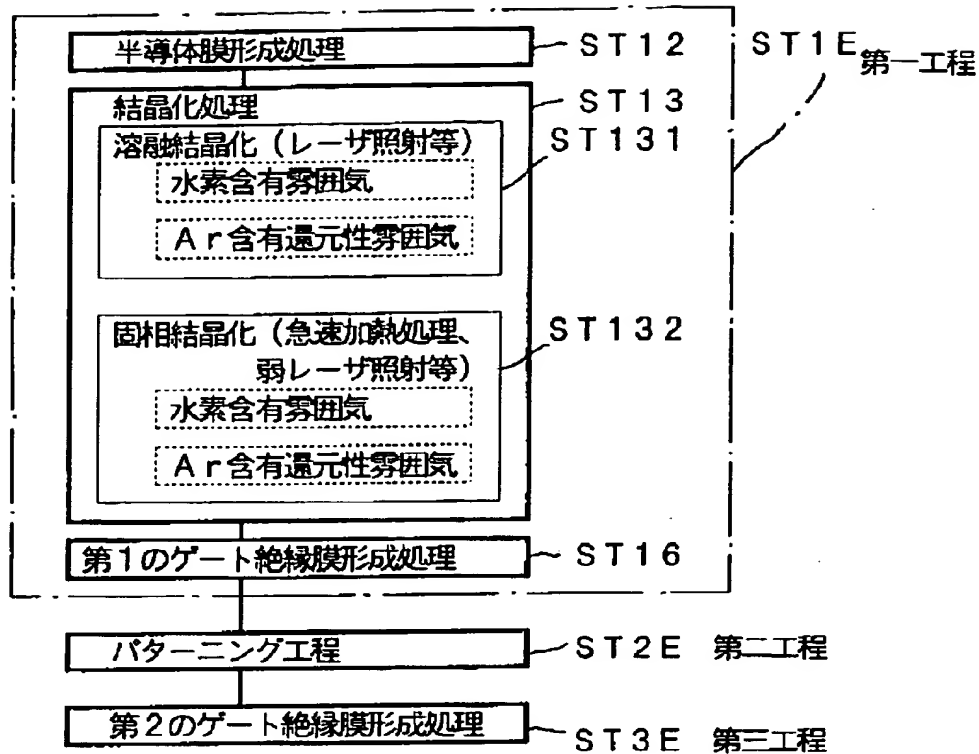 半導体膜形成処理
ST12
ST1E
第一工程
結晶化処理
ST13
溶融結晶化（レーザ照射等）
ST131
水素含有雰囲気
Ar含有還元性雰囲気
固相結晶化（急速加熱処理、
ST132
弱レーザ照射等）
水素含有雰囲気
Ar含有還元性雰囲気
第1のゲート絶縁膜形成処理
ST16
パターニング工程
ST2E 第二工程
第2のゲート絶縁膜形成処理
ST3E 第三工程